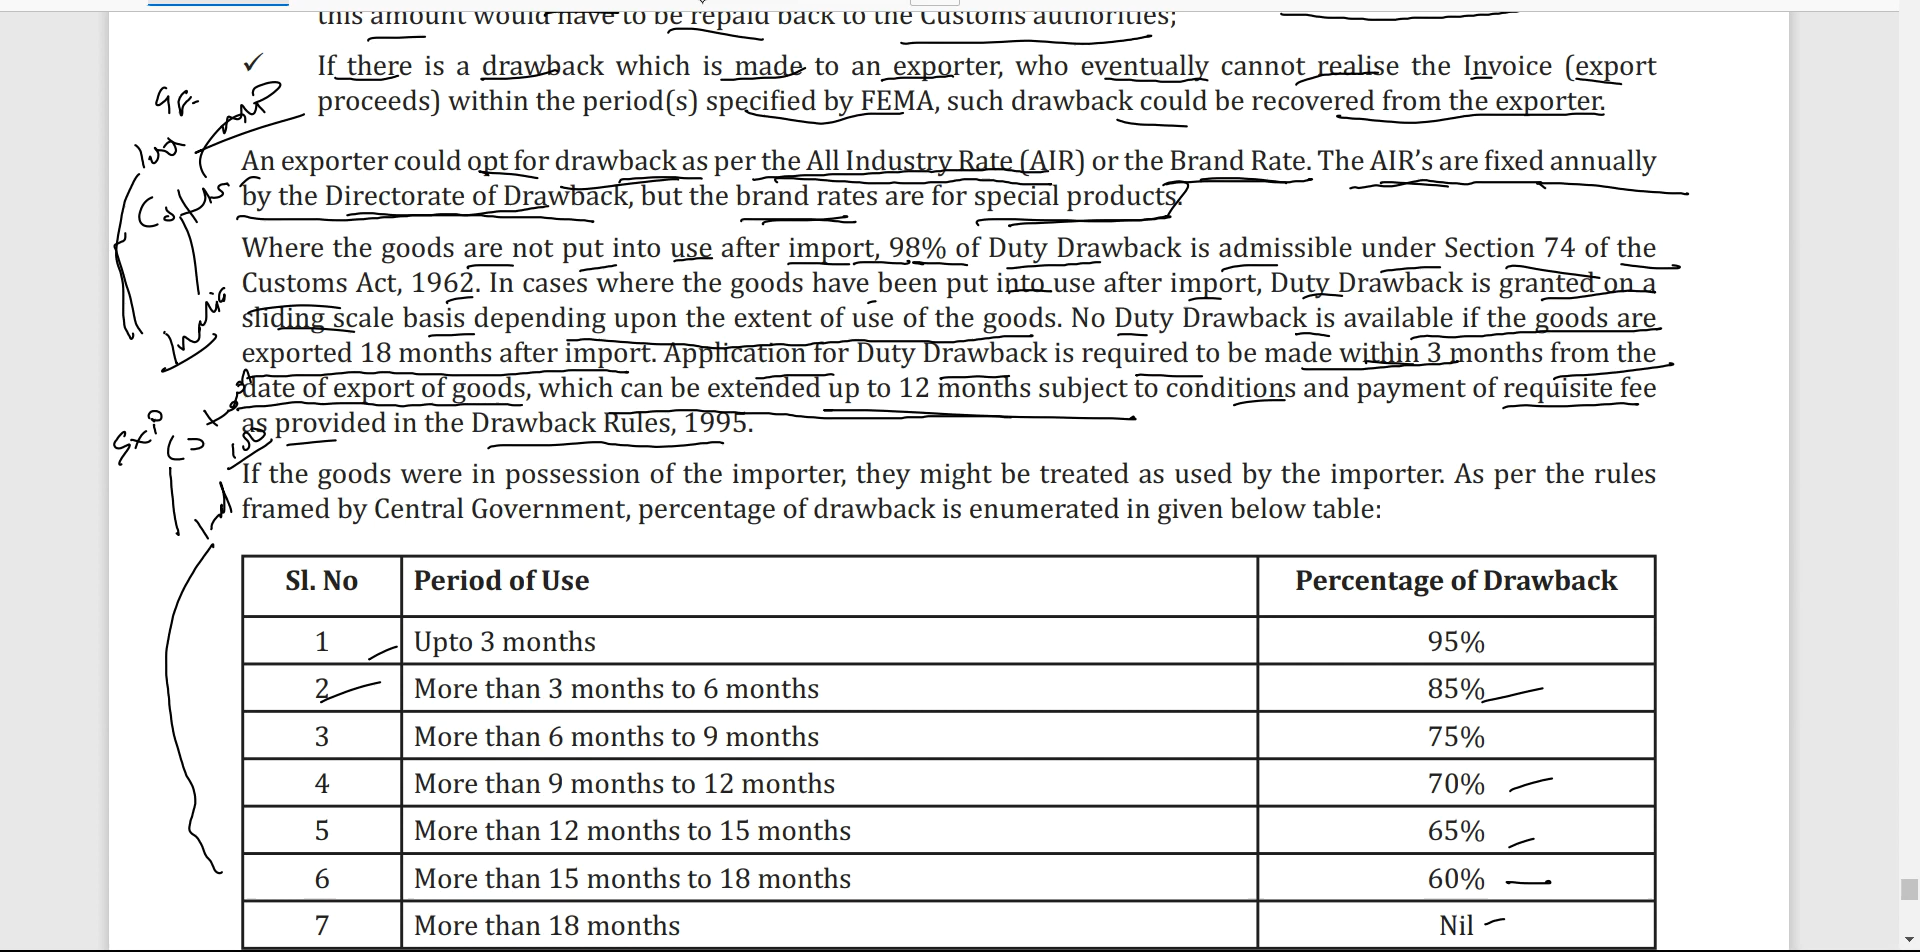 this amount would have to be repaid back to the Customs authorities;
✓ If there is a drawback which is made to an exporter, who eventually cannot realise the Invoice (export
proceeds) within the period(s) specified by FEMA, such drawback could be recovered from the exporter.
An exporter could opt for drawback as per the All Industry Rate (AIR) or the Brand Rate. The AIR's are fixed annually
by the Directorate of Drawback, but the brand rates are for special products.
Where the goods are not put into use after import, 98% of Duty Drawback is admissible under Section 74 of the
Customs Act, 1962. In cases where the goods have been put into use after import, Duty Drawback is granted on a
sliding scale basis depending upon the extent of use of the goods. No Duty Drawback is available if the goods are
exported 18 months after import. Application for Duty Drawback is required to be made within 3 months from the
date of export of goods, which can be extended up to 12 months subject to conditions and payment of requisite fee
as provided in the Drawback Rules, 1995.
If the goods were in possession of the importer, they might be treated as used by the importer. As per the rules
framed by Central Government, percentage of drawback is enumerated in given below table:
Sl. No Period of Use Percentage of Drawback
1 Upto 3 months 95%
2 More than 3 months to 6 months 85%
3 More than 6 months to 9 months 75%
4 More than 9 months to 12 months 70%
5 More than 12 months to 15 months 65%
6 More than 15 months to 18 months 60%
7 More than 18 months Nil